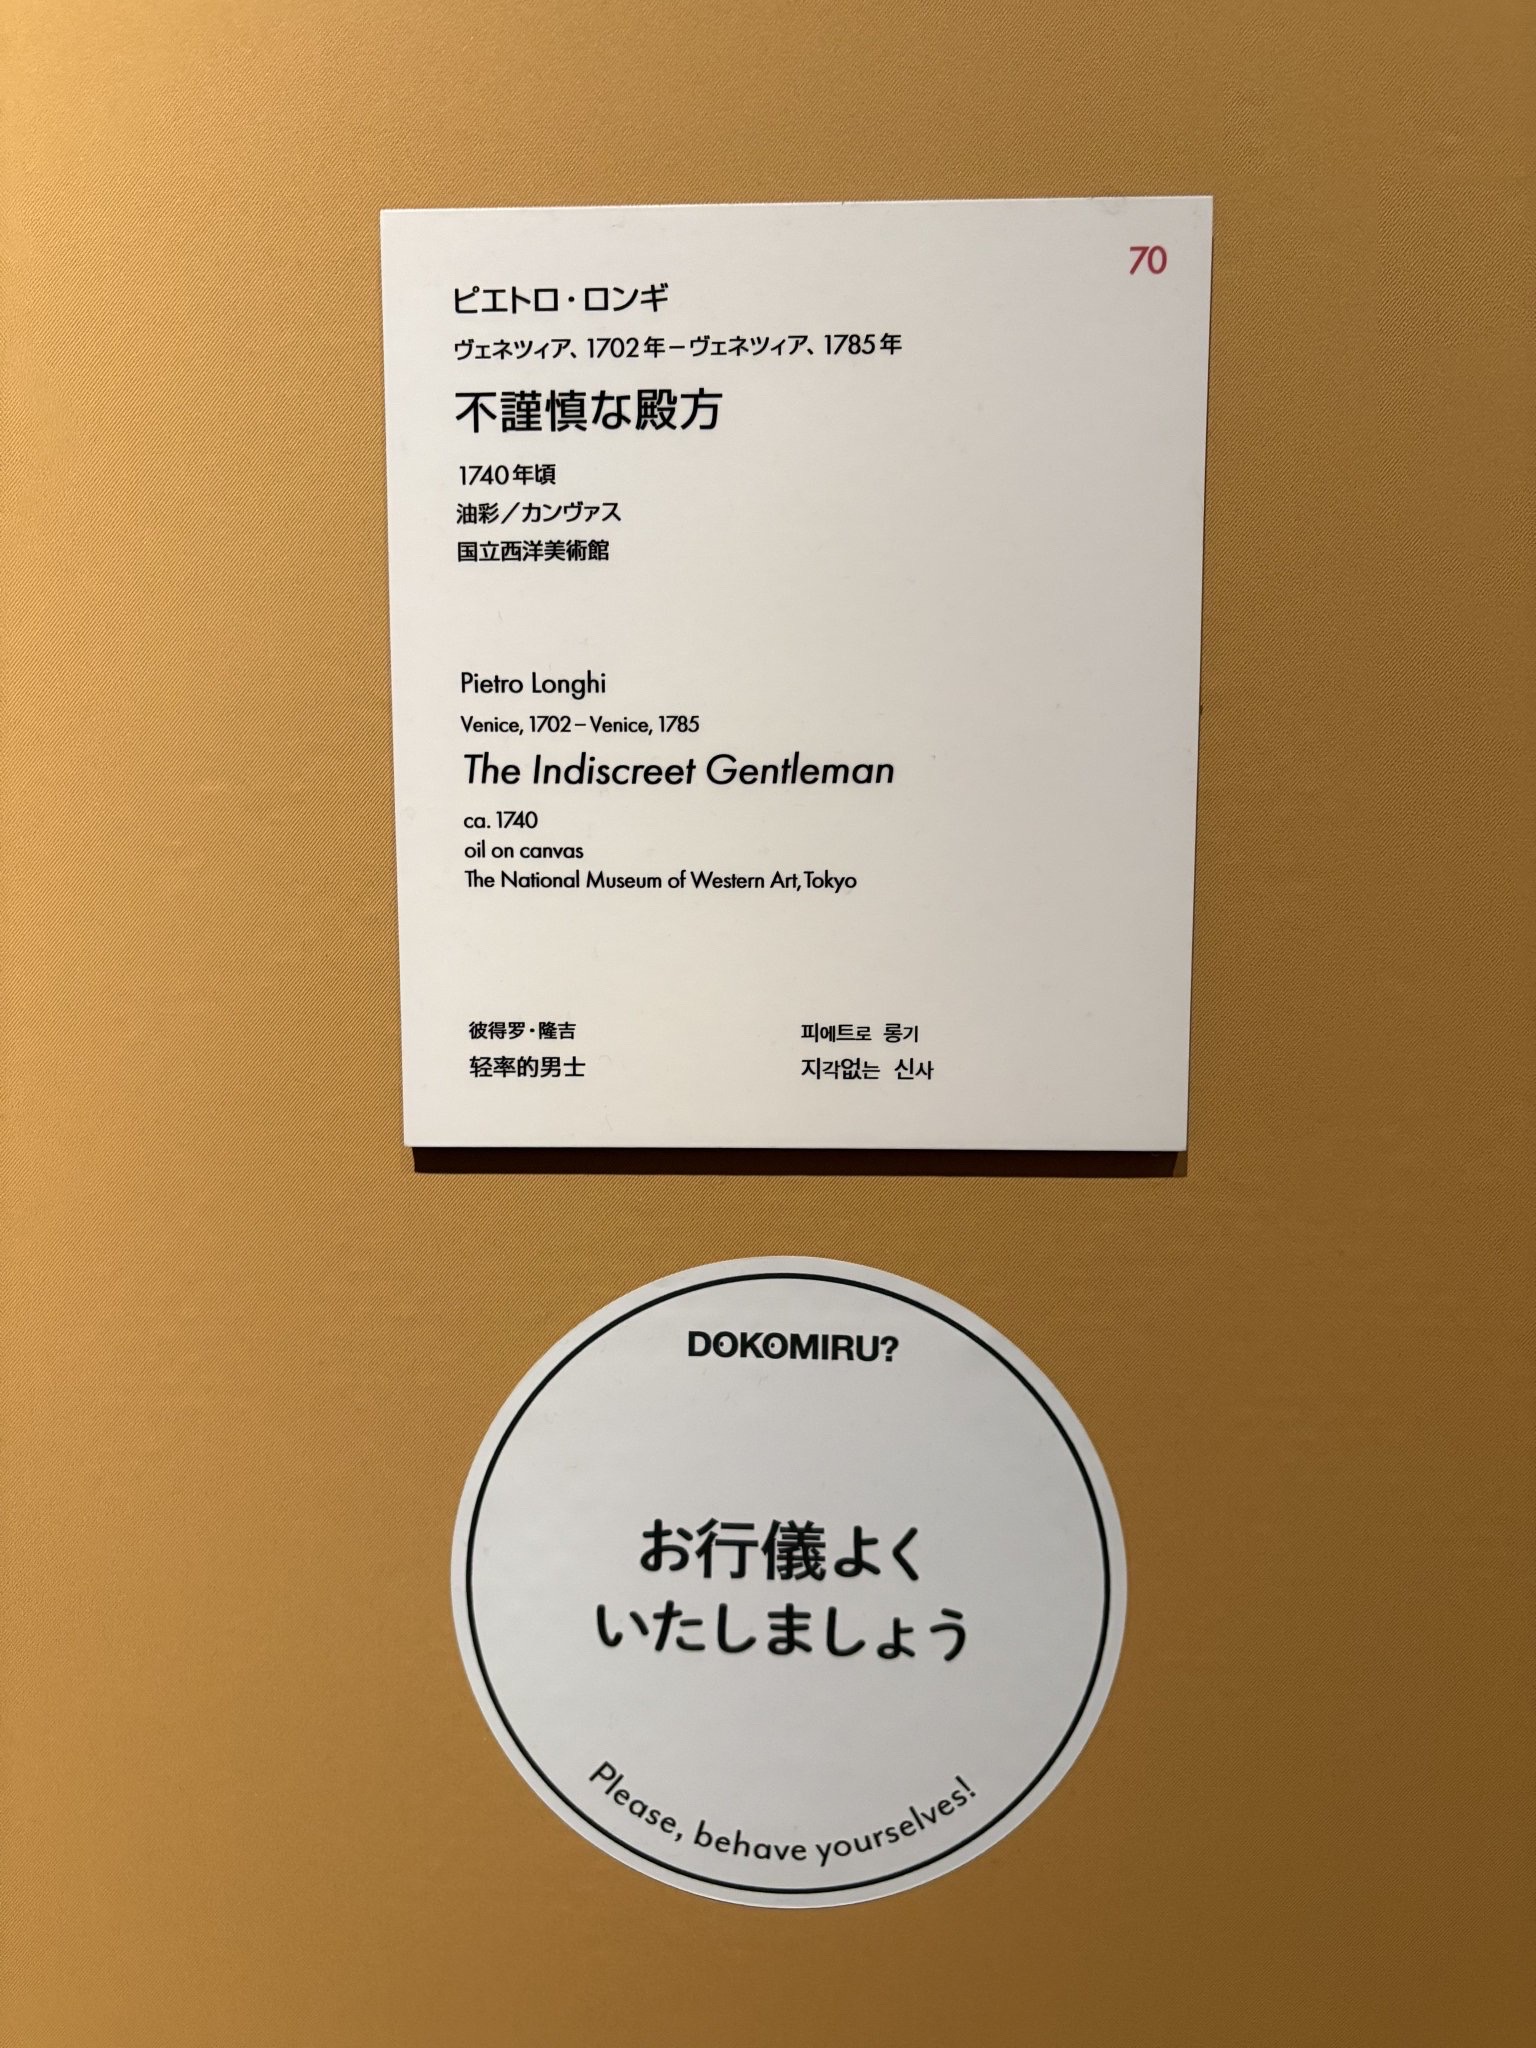 70
ピエトロ・ロンギ
ヴェネツィア、1702年－ヴェネツィア、1785年
不謹慎な殿方
1740年頃
油彩／カンヴァス
国立西洋美術館
Pietro Longhi
Venice, 1702 – Venice, 1785
The Indiscreet Gentleman
ca. 1740
oil on canvas
The National Museum of Western Art, Tokyo
彼得罗・隆吉
轻率的男士
피에트로 롱기
지각없는 신사
DOKOMIRU?
お行儀よく
いたしましょう
Please, behave yourselves!